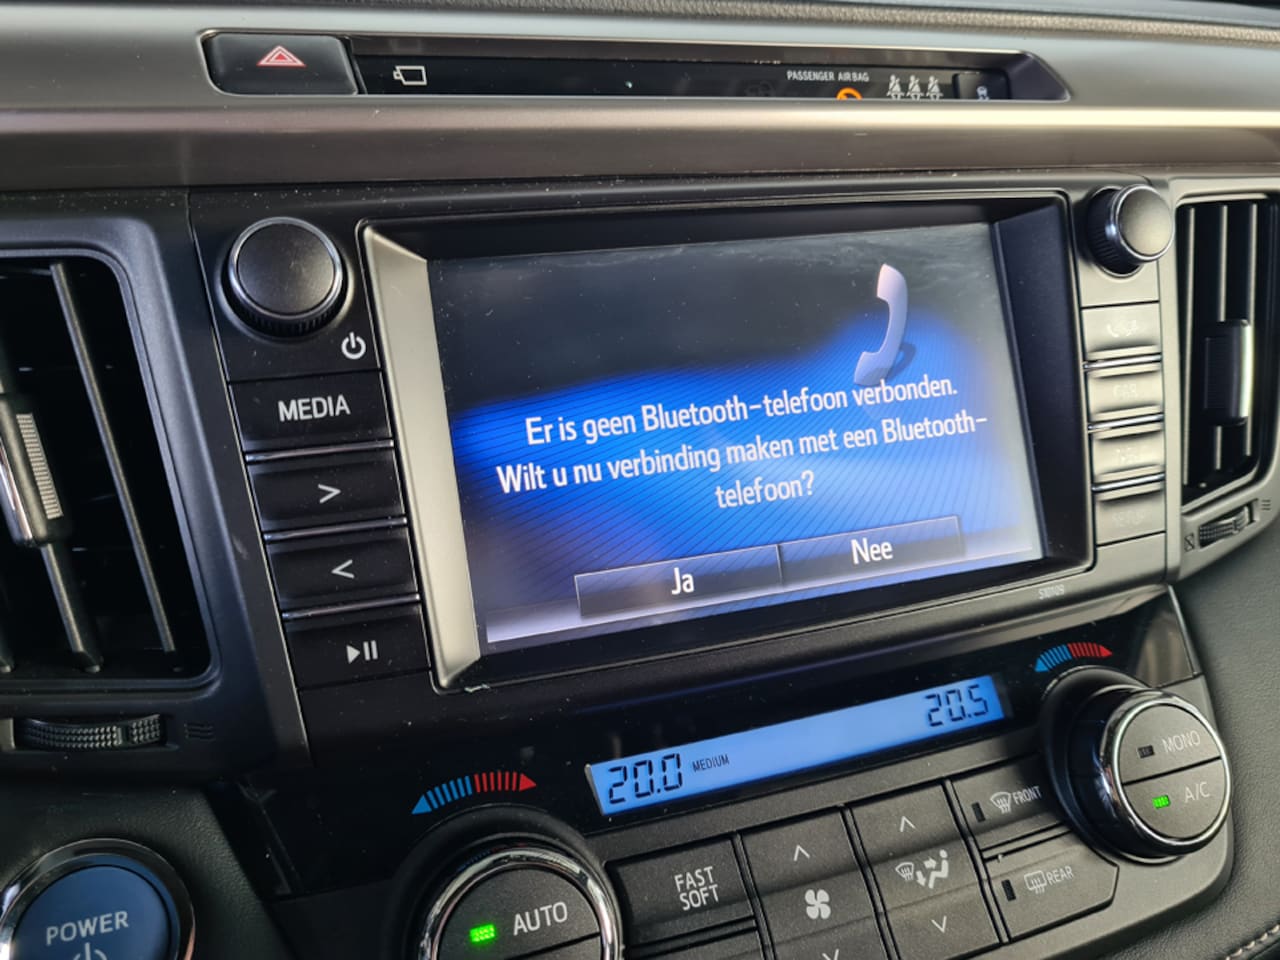 PASSENGER AIR BAG
MEDIA
>
<
Er is geen Bluetooth-telefoon verbonden.
Wilt u nu verbinding maken met een Bluetooth-
telefoon?
Ja
Nee
20.0 MEDIUM
20.5
MONO
A/C
FRONT
REAR
FAST
SOFT
AUTO
POWER